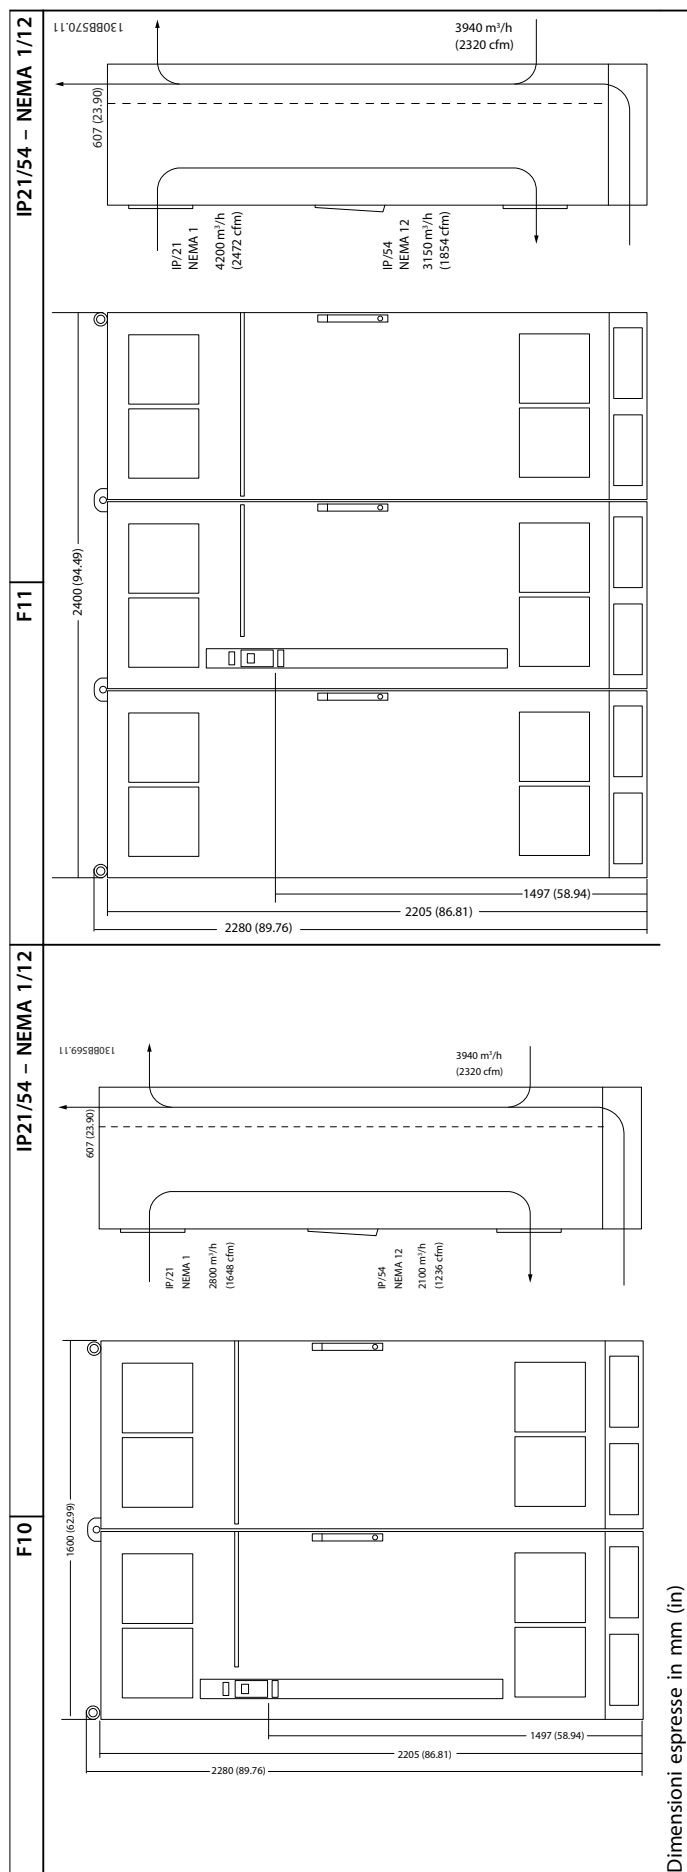 F10
IP21/54 – NEMA 1/12
F11
IP21/54 – NEMA 1/12
130BB569.11
3940 m³/h
(2320 cfm)
607 (23.90)
IP/21
NEMA 1
2800 m³/h
(1648 cfm)
IP/54
NEMA 12
2100 m³/h
(1236 cfm)
1600 (62.99)
1497 (58.94)
2205 (86.81)
2280 (89.76)
130BB570.11
3940 m³/h
(2320 cfm)
607 (23.90)
IP/21
NEMA 1
4200 m³/h
(2472 cfm)
IP/54
NEMA 12
3150 m³/h
(1854 cfm)
2400 (94.49)
1497 (58.94)
2205 (86.81)
2280 (89.76)
Dimensioni espresse in mm (in)